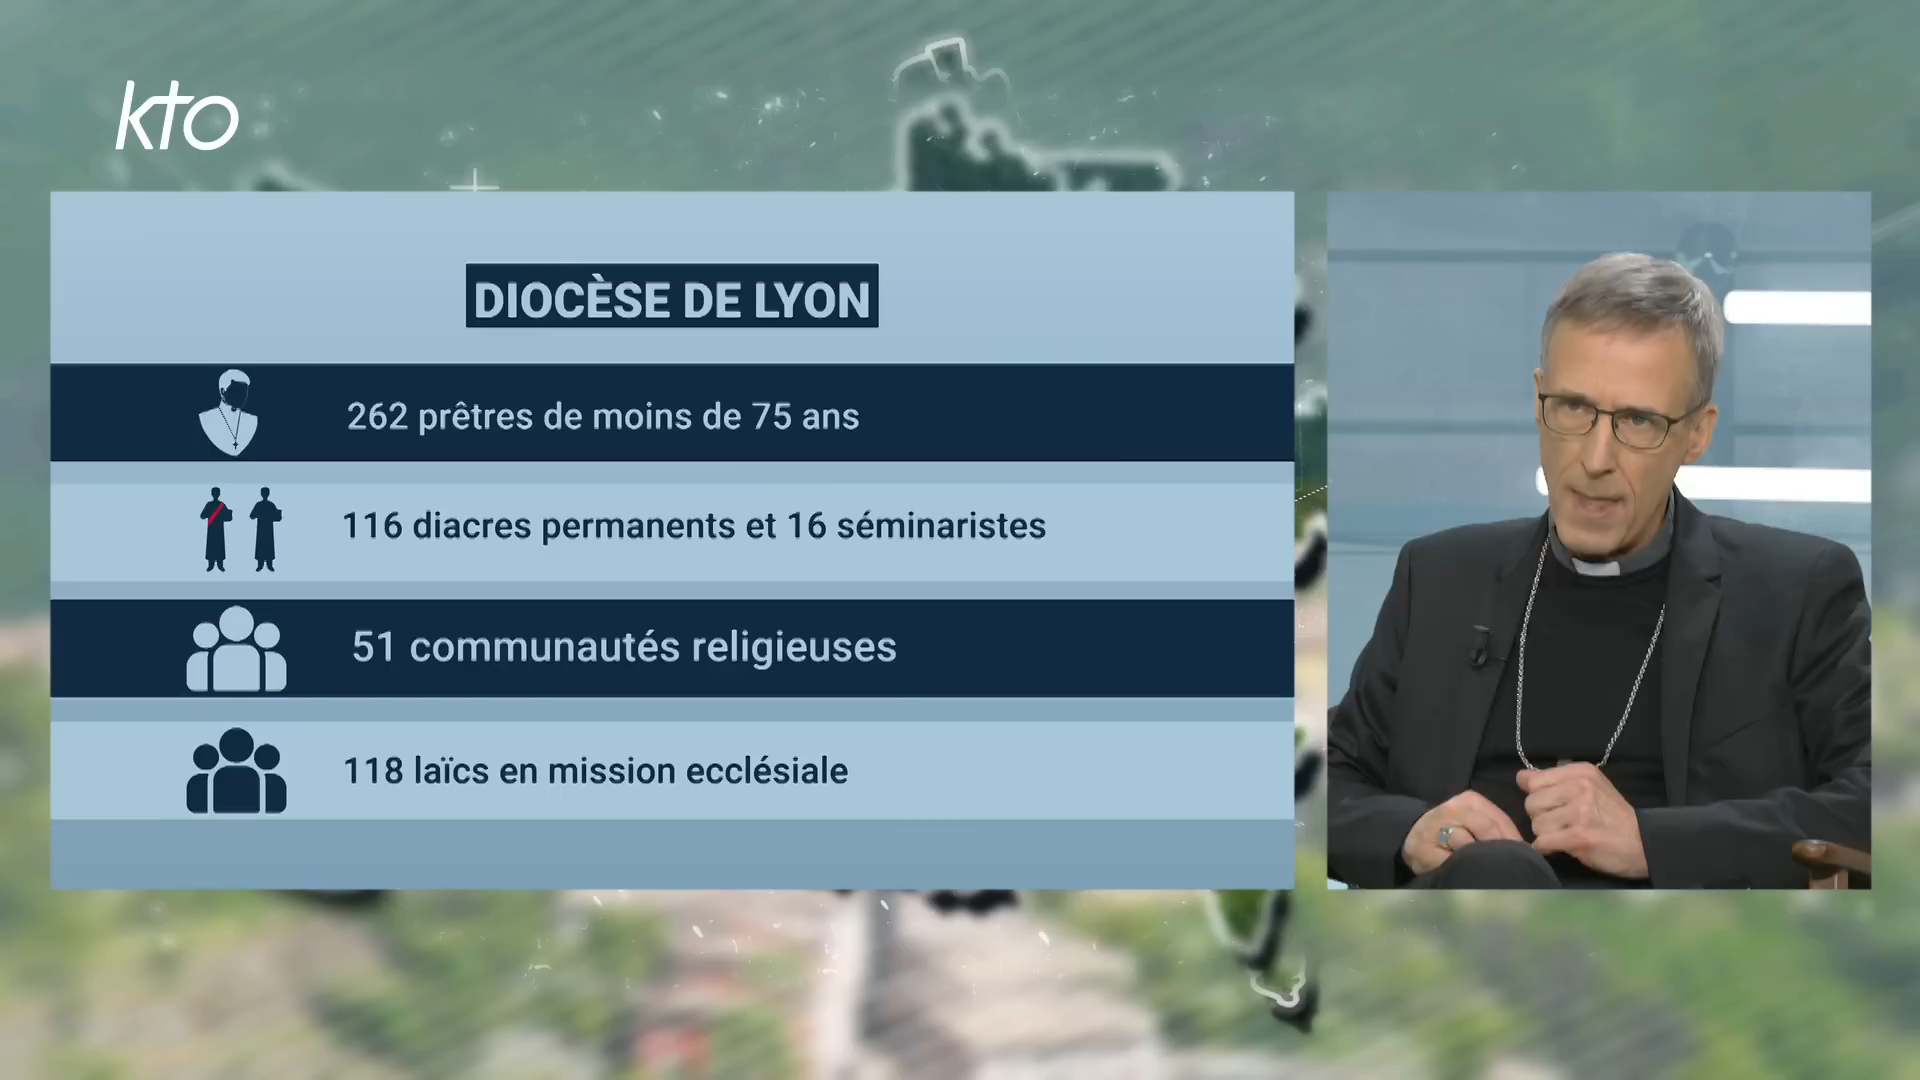 kto
DIOCÈSE DE LYON
262 prêtres de moins de 75 ans
116 diacres permanents et 16 séminaristes
51 communautés religieuses
118 laïcs en mission ecclésiale